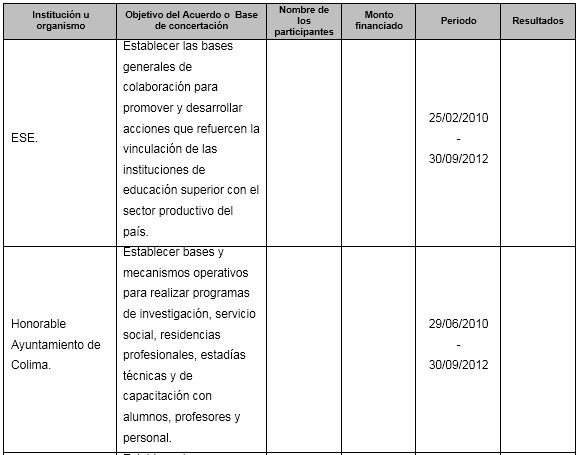 Institución u
organismo
Objetivo del Acuerdo o Base
de concertación
Nombre de
los
participantes
Monto
financiado
Periodo
Resultados
ESE.
Establecer las bases
generales de
colaboración para
promover y desarrollar
acciones que refuercen la
vinculación de las
instituciones de
educación superior con el
sector productivo del
país.
25/02/2010
-
30/09/2012
Honorable
Ayuntamiento de
Colima.
Establecer bases y
mecanismos operativos
para realizar programas
de investigación, servicio
social, residencias
profesionales, estadías
técnicas y de
capacitación con
alumnos, profesores y
personal.
29/06/2010
-
30/09/2012